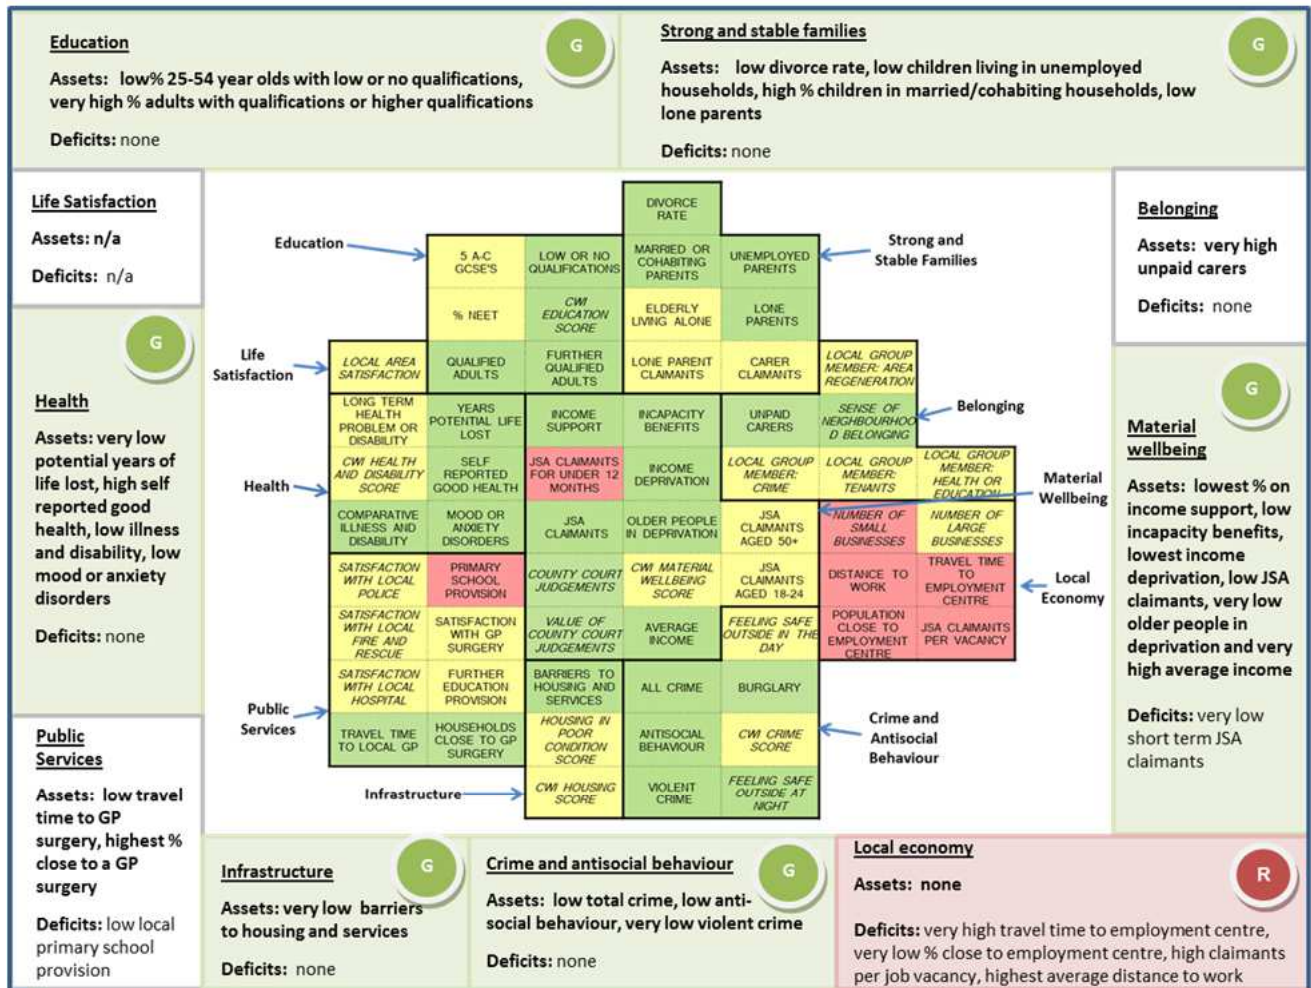 Education
G
Assets: low% 25-54 year olds with low or no qualifications,
very high % adults with qualifications or higher qualifications
Deficits: none
Strong and stable families
G
Assets: low divorce rate, low children living in unemployed
households, high % children in married/cohabiting households, low
lone parents
Deficits: none
Life Satisfaction
Assets: n/a
Deficits: n/a
G
Health
Assets: very low
potential years of
life lost, high self
reported good
health, low illness
and disability, low
mood or anxiety
disorders
Deficits: none
Public
Services
Assets: low travel
time to GP
surgery, highest %
close to a GP
surgery
Deficits: low local
primary school
provision
Education
Life
Satisfaction
Health
Public
Services
Infrastructure
DIVORCE
RATE
5 A-C
GCSE'S
LOW OR NO
QUALIFICATIONS
MARRIED OR
COHABITING
PARENTS
UNEMPLOYED
PARENTS
% NEET
CWI
EDUCATION
SCORE
ELDERLY
LIVING ALONE
LONE
PARENTS
LOCAL AREA
SATISFACTION
QUALIFIED
ADULTS
FURTHER
QUALIFIED
ADULTS
LONE PARENT
CLAIMANTS
CARER
CLAIMANTS
LOCAL GROUP
MEMBER: AREA
REGENERATION
LONG TERM
HEALTH
PROBLEM OR
DISABILITY
YEARS
POTENTIAL LIFE
LOST
INCOME
SUPPORT
INCAPACITY
BENEFITS
UNPAID
CARERS
SENSE OF
NEIGHBOURHOO
D BELONGING
CWI HEALTH
AND DISABILITY
SCORE
SELF
REPORTED
GOOD HEALTH
JSA CLAIMANTS
FOR UNDER 12
MONTHS
INCOME
DEPRIVATION
LOCAL GROUP
MEMBER:
CRIME
LOCAL GROUP
MEMBER:
TENANTS
LOCAL GROUP
MEMBER:
HEALTH OR
EDUCATION
COMPARATIVE
ILLNESS AND
DISABILITY
MOOD OR
ANXIETY
DISORDERS
JSA
CLAIMANTS
OLDER PEOPLE
IN DEPRIVATION
JSA
CLAIMANTS
AGED 50+
NUMBER OF
SMALL
BUSINESSES
NUMBER OF
LARGE
BUSINESSES
SATISFACTION
WITH LOCAL
POLICE
PRIMARY
SCHOOL
PROVISION
COUNTY COURT
JUDGEMENTS
CWI MATERIAL
WELLBEING
SCORE
JSA
CLAIMANTS
AGED 18-24
DISTANCE TO
WORK
TRAVEL TIME
TO
EMPLOYMENT
CENTRE
SATISFACTION
WITH LOCAL
FIRE AND
RESCUE
SATISFACTION
WITH GP
SURGERY
VALUE OF
COUNTY COURT
JUDGEMENTS
AVERAGE
INCOME
FEELING SAFE
OUTSIDE IN THE
DAY
POPULATION
CLOSE TO
EMPLOYMENT
CENTRE
JSA CLAIMANTS
PER VACANCY
SATISFACTION
WITH LOCAL
HOSPITAL
FURTHER
EDUCATION
PROVISION
BARRIERS TO
HOUSING AND
SERVICES
ALL CRIME
BURGLARY
TRAVEL TIME
TO LOCAL GP
HOUSEHOLDS
CLOSE TO GP
SURGERY
HOUSING IN
POOR
CONDITION
SCORE
ANTISOCIAL
BEHAVIOUR
CWI CRIME
SCORE
CWI HOUSING
SCORE
VIOLENT
CRIME
FEELING SAFE
OUTSIDE AT
NIGHT
Strong and
Stable Families
Belonging
Material
Wellbeing
Local
Economy
Crime and
Antisocial
Behaviour
Belonging
Assets: very high
unpaid carers
Deficits: none
G
Material
wellbeing
Assets: lowest % on
income support, low
incapacity benefits,
lowest income
deprivation, low JSA
claimants, very low
older people in
deprivation and very
high average income
Deficits: very low
short term JSA
claimants
Infrastructure
G
Assets: very low barriers
to housing and services
Deficits: none
Crime and antisocial behaviour
G
Assets: low total crime, low anti-
social behaviour, very low violent crime
Deficits: none
Local economy
R
Assets: none
Deficits: very high travel time to employment centre,
very low % close to employment centre, high claimants
per job vacancy, highest average distance to work